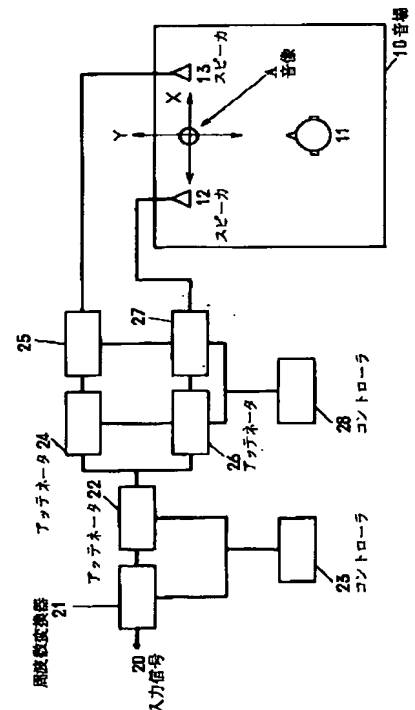 周波数変換器
21
20
入力信号
アッテネータ 22
23
コントローラ
アッテネータ 24
25
26
アッテネータ
27
28
コントローラ
12
スピーカ
13
スピーカ
X
Y
A
音像
11
10 音場